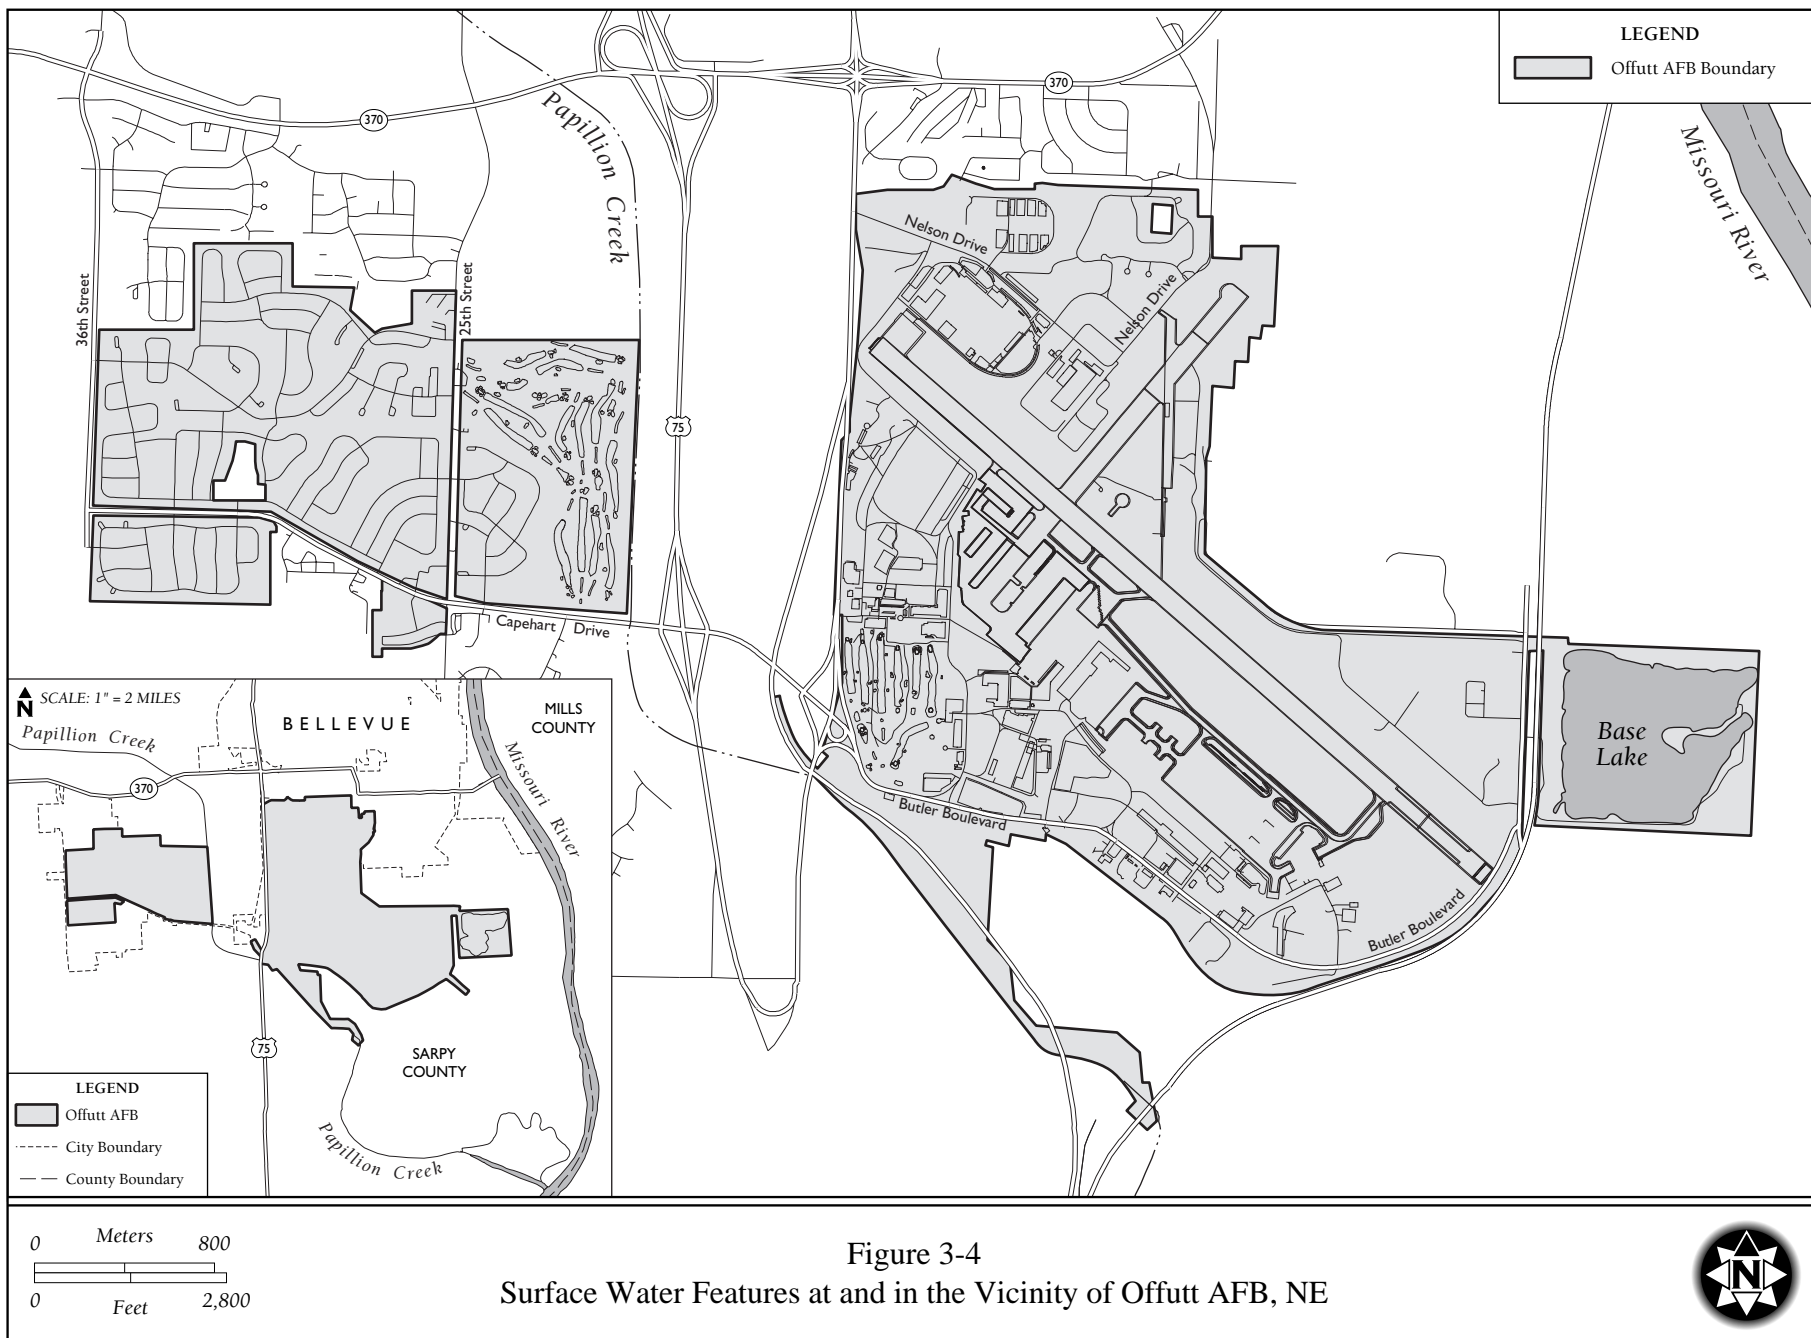 LEGEND
Offutt AFB Boundary
370
370
Papillion Creek
Missouri River
Nelson Drive
Nelson Drive
36th Street
25th Street
75
Capehart Drive
Base
Lake
Butler Boulevard
Butler Boulevard
N
SCALE: 1" = 2 MILES
BELLEVUE
MILLS
COUNTY
Papillion Creek
Missouri River
370
75
SARPY
COUNTY
Papillion Creek
LEGEND
Offutt AFB
City Boundary
County Boundary
0 Meters 800
0 Feet 2,800
Figure 3-4
Surface Water Features at and in the Vicinity of Offutt AFB, NE
N